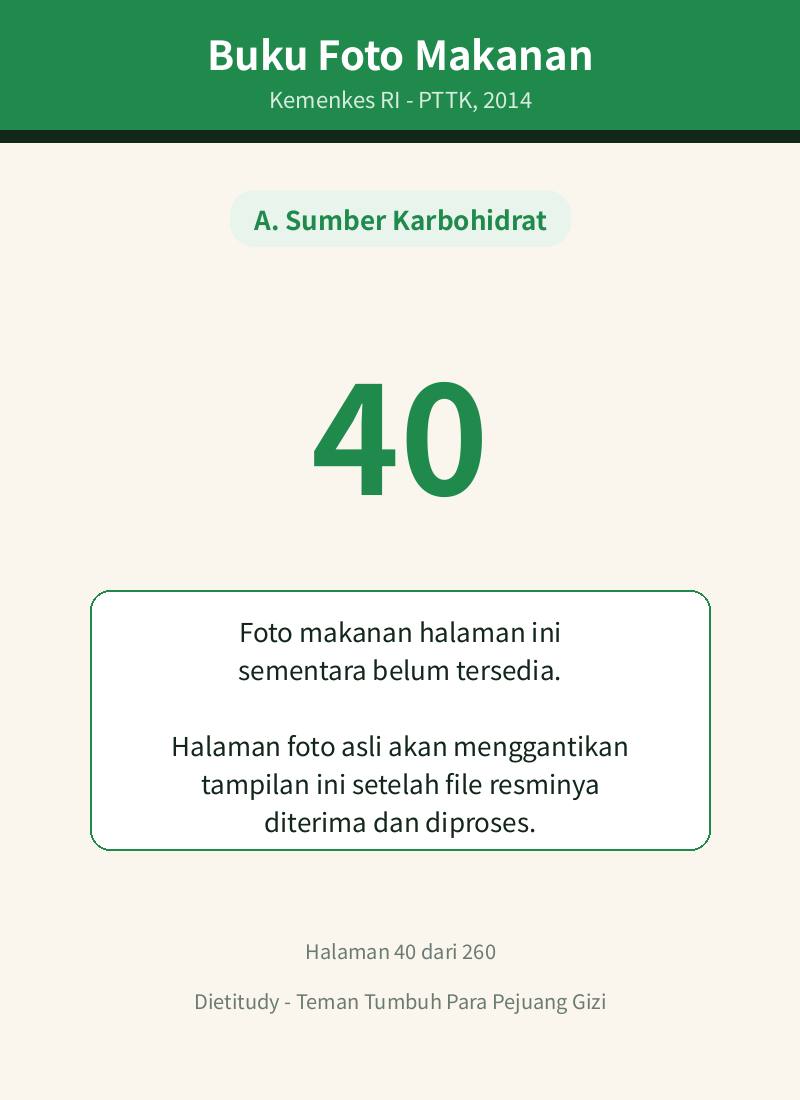 Buku Foto Makanan
Kemenkes RI - PTTK, 2014
A. Sumber Karbohidrat
40
Foto makanan halaman ini
sementara belum tersedia.
Halaman foto asli akan menggantikan
tampilan ini setelah file resminya
diterima dan diproses.
Halaman 40 dari 260
Dietitudy - Teman Tumbuh Para Pejuang Gizi